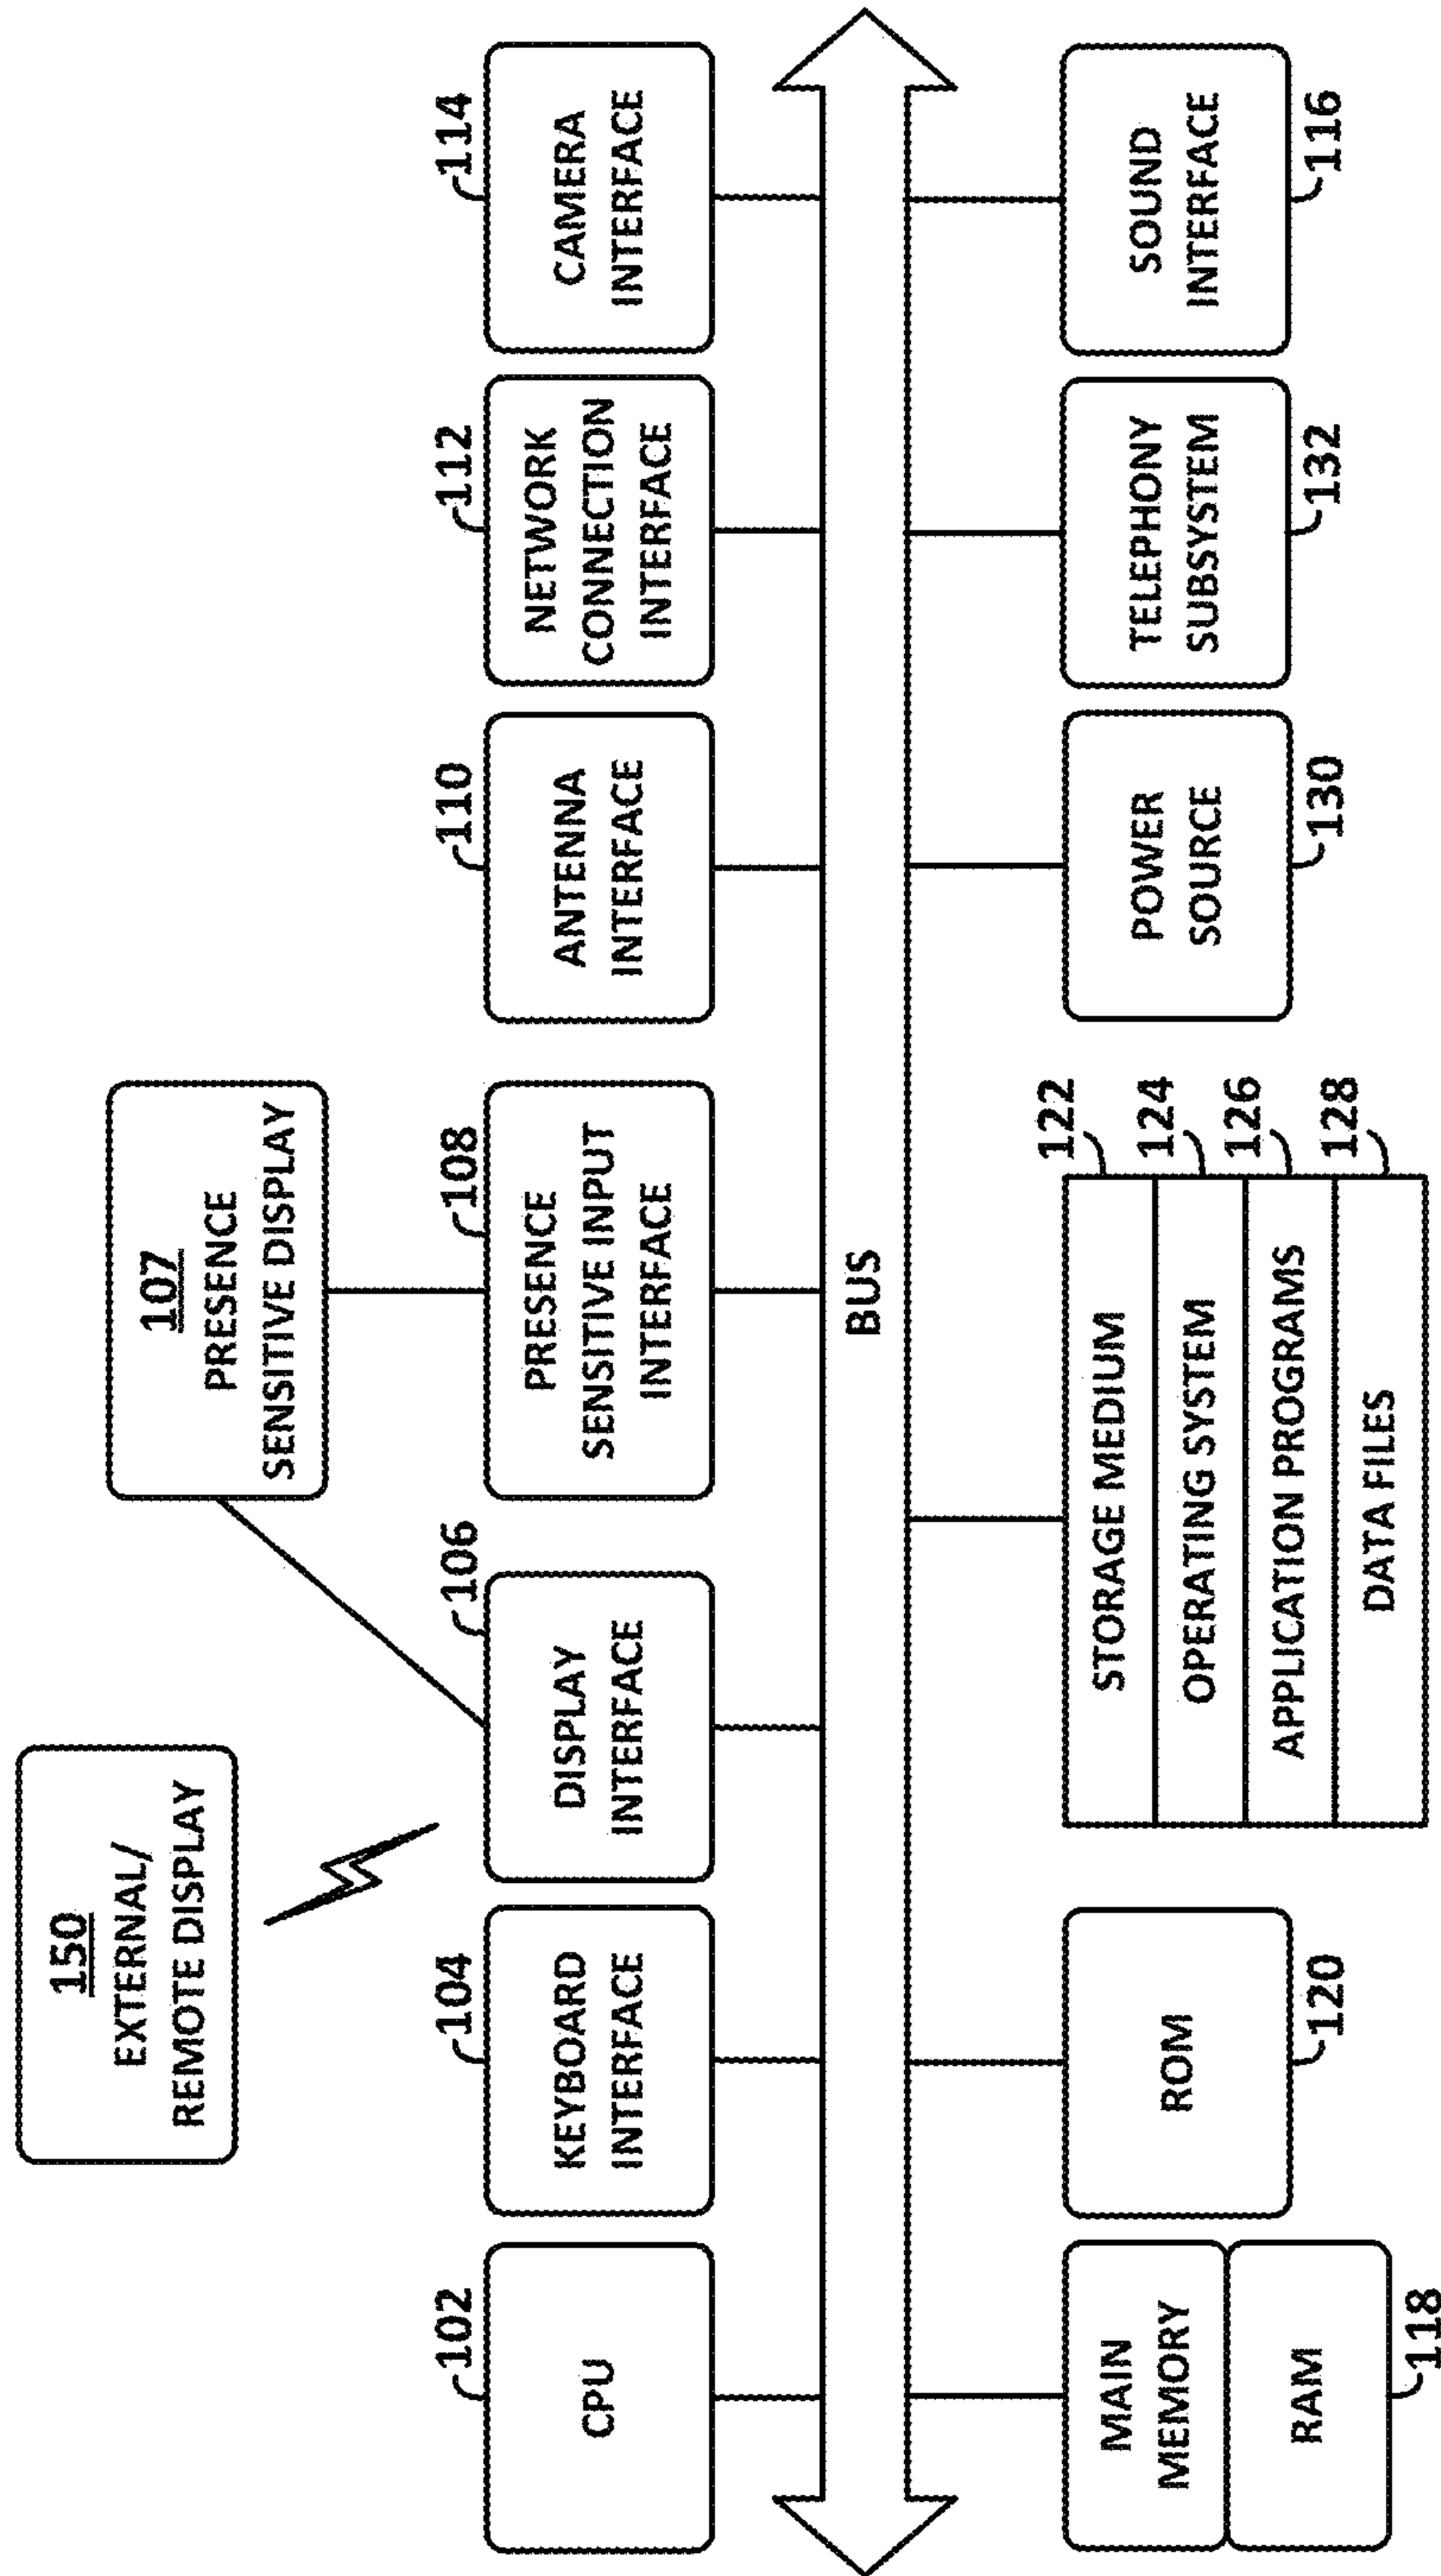 150
EXTERNAL/
REMOTE DISPLAY
107
PRESENCE
SENSITIVE DISPLAY
102
CPU
104
KEYBOARD
INTERFACE
106
DISPLAY
INTERFACE
108
PRESENCE
SENSITIVE INPUT
INTERFACE
110
ANTENNA
INTERFACE
112
NETWORK
CONNECTION
INTERFACE
114
CAMERA
INTERFACE
BUS
MAIN
MEMORY
RAM
118
ROM
120
STORAGE MEDIUM
122
OPERATING SYSTEM
124
APPLICATION PROGRAMS
126
DATA FILES
128
POWER
SOURCE
130
TELEPHONY
SUBSYSTEM
132
SOUND
INTERFACE
116